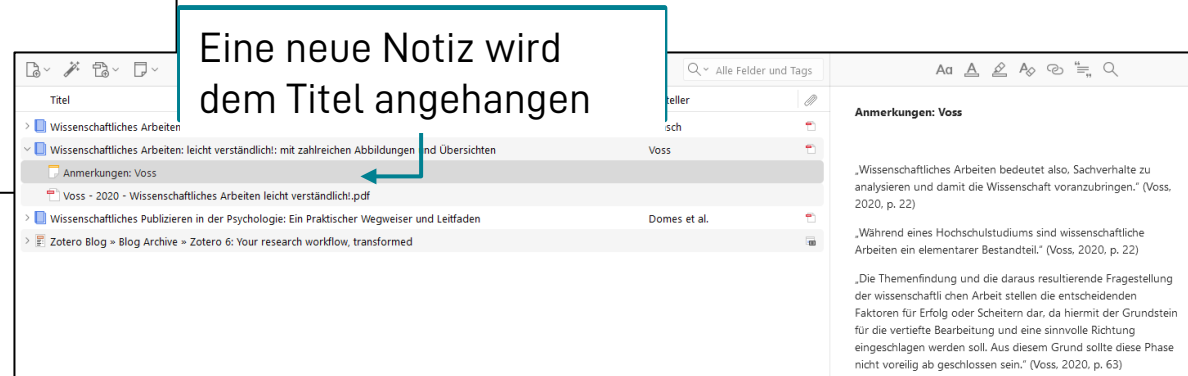 Eine neue Notiz wird
dem Titel angehangen
Alle Felder und Tags
Titel
Wissenschaftliches Arbeiten
Wissenschaftliches Arbeiten: leicht verständlich!: mit zahlreichen Abbildungen und Übersichten Voss
Anmerkungen: Voss
Voss - 2020 - Wissenschaftliches Arbeiten leicht verständlich!.pdf
Wissenschaftliches Publizieren in der Psychologie: Ein Praktischer Wegweiser und Leitfaden Domes et al.
Zotero Blog » Blog Archive » Zotero 6: Your research workflow, transformed
Anmerkungen: Voss
„Wissenschaftliches Arbeiten bedeutet also, Sachverhalte zu
analysieren und damit die Wissenschaft voranzubringen.“ (Voss,
2020, p. 22)
„Während eines Hochschulstudiums sind wissenschaftliche
Arbeiten ein elementarer Bestandteil.“ (Voss, 2020, p. 22)
„Die Themenfindung und die daraus resultierende Fragestellung
der wissenschaftli chen Arbeit stellen die entscheidenden
Faktoren für Erfolg oder Scheitern dar, da hiermit der Grundstein
für die vertiefte Bearbeitung und eine sinnvolle Richtung
eingeschlagen werden soll. Aus diesem Grund sollte diese Phase
nicht voreilig ab geschlossen sein.“ (Voss, 2020, p. 63)